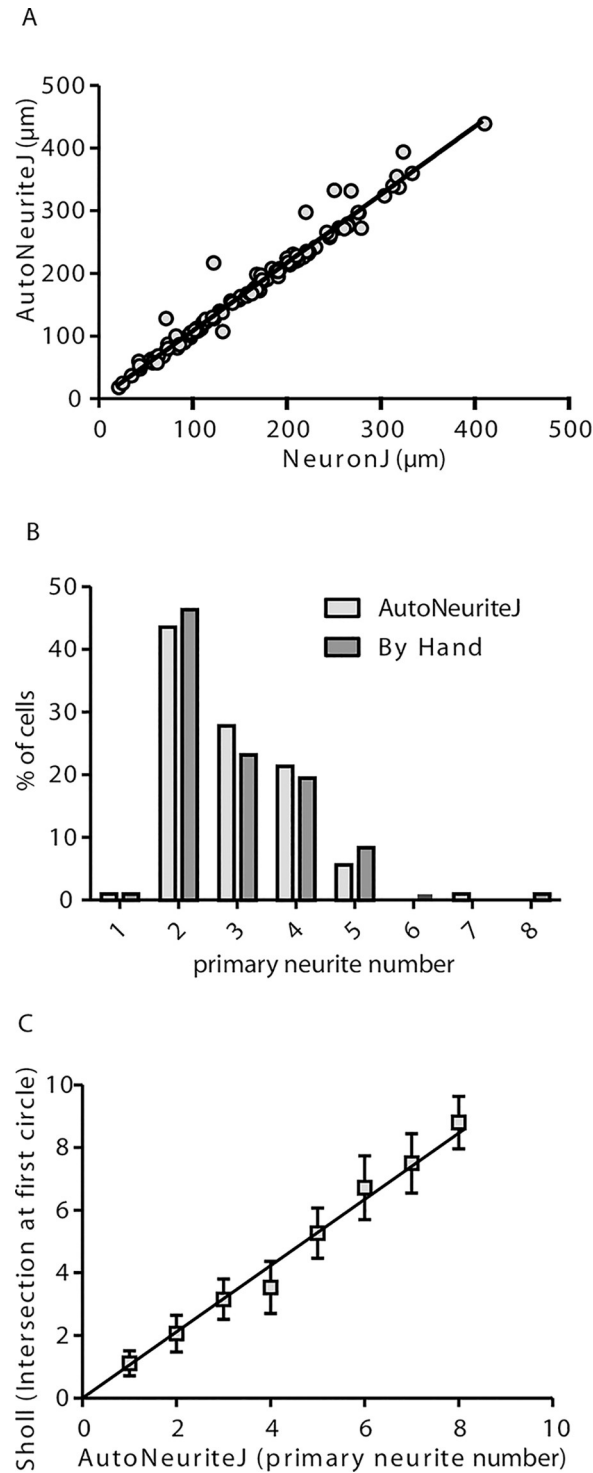 A
500
400
300
200
100
0
AutoNeuriteJ (µm)
0 100 200 300 400 500
NeuronJ (µm)
B
50
40
30
20
10
0
% of cells
AutoNeuriteJ
By Hand
1 2 3 4 5 6 7 8
primary neurite number
C
10
8
6
4
2
0
Sholl (Intersection at first circle)
0 2 4 6 8 10
AutoNeuriteJ (primary neurite number)